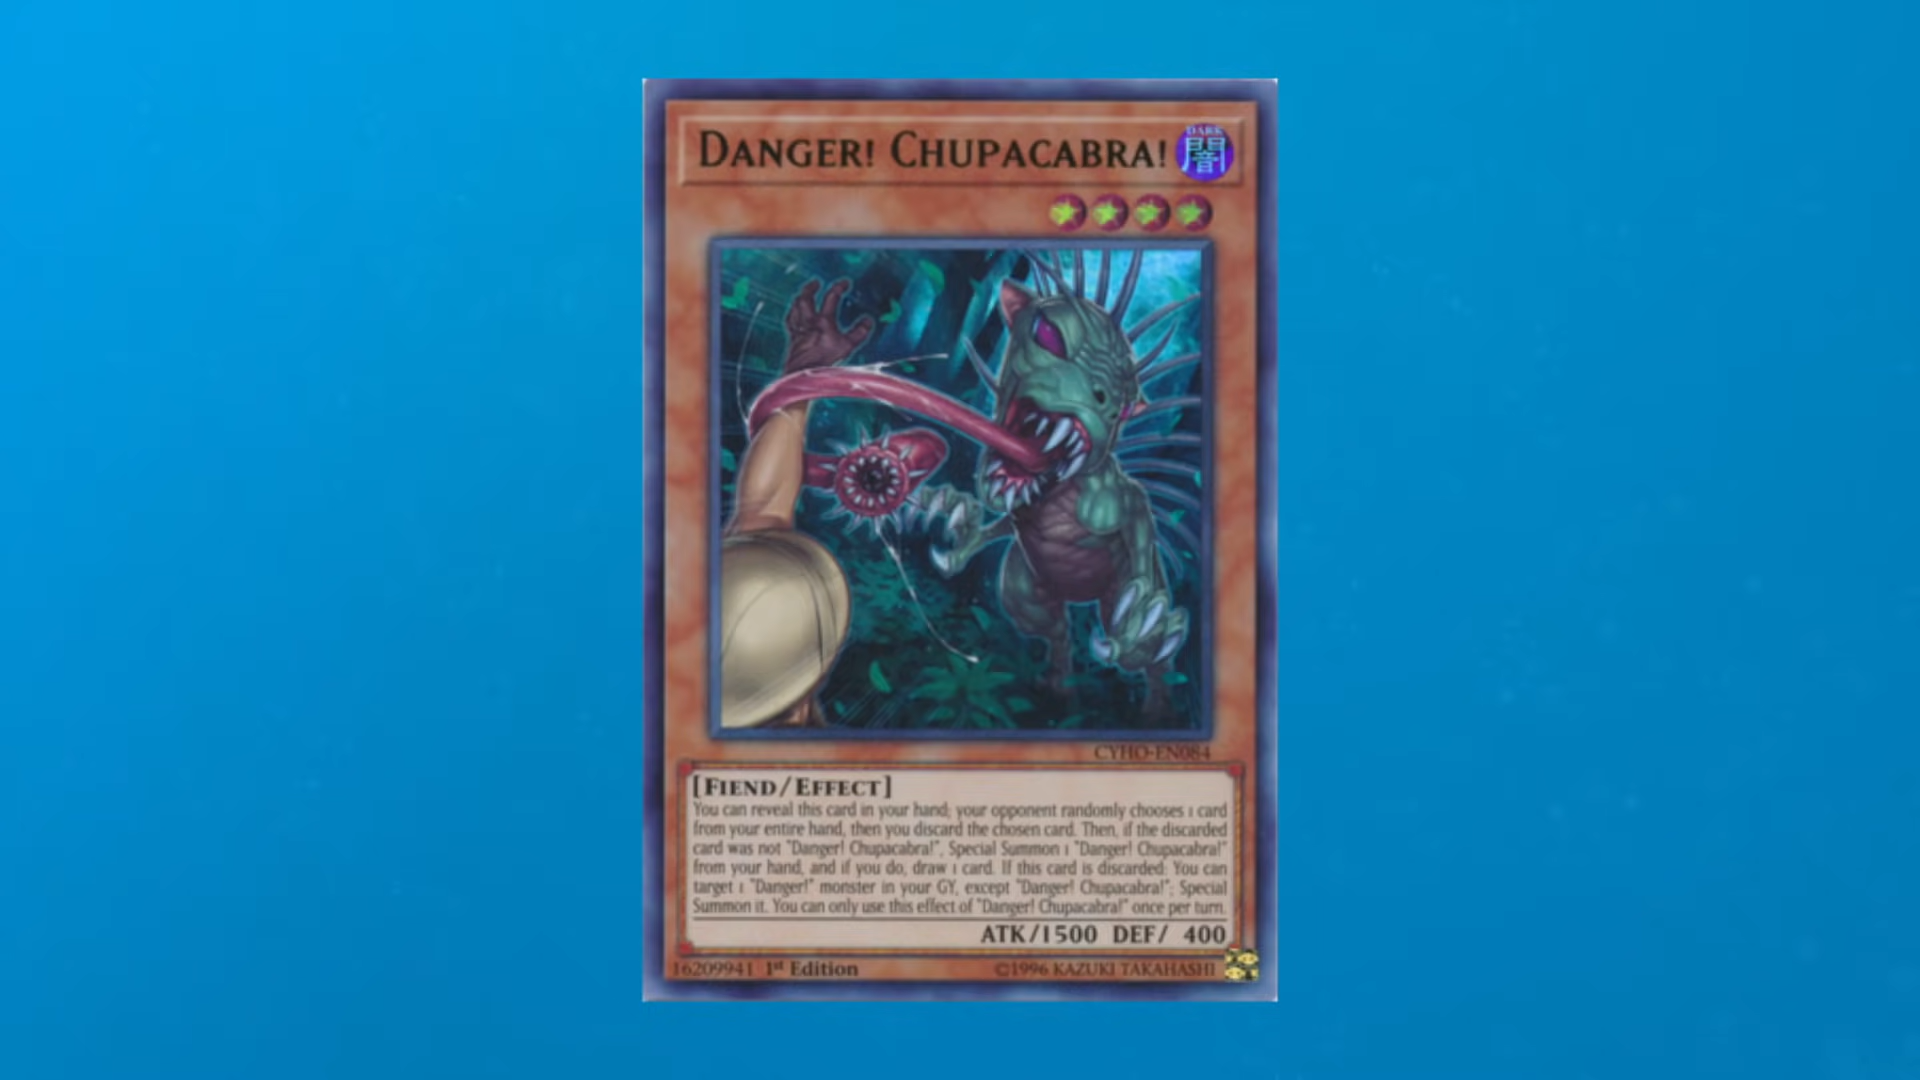 DANGER! CHUPACABRA!
DARK
闇
CYHO-EN084
[FIEND/EFFECT]
You can reveal this card in your hand; your opponent randomly chooses 1 card
from your entire hand, then you discard the chosen card. Then, if the discarded
card was not "Danger! Chupacabra!", Special Summon 1 "Danger! Chupacabra!"
from your hand, and if you do, draw 1 card. If this card is discarded: You can
target 1 "Danger!" monster in your GY, except "Danger! Chupacabra!"; Special
Summon it. You can only use this effect of "Danger! Chupacabra!" once per turn.
ATK/1500 DEF/ 400
16209941 1st Edition ©1996 KAZUKI TAKAHASHI